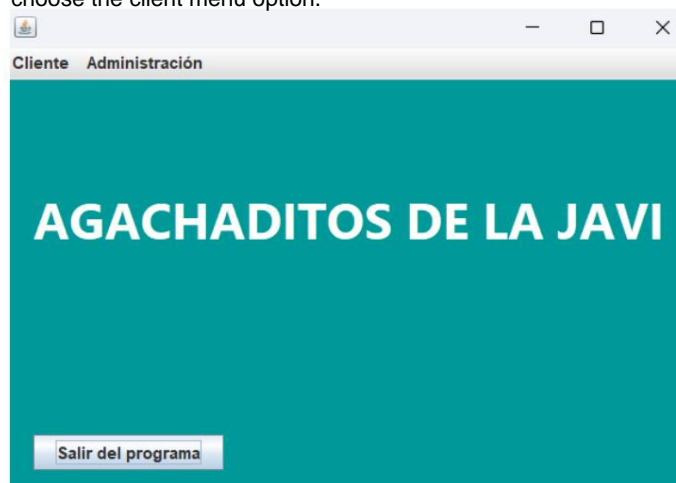 choose the client menu option.
Cliente Administración
AGACHADITOS DE LA JAVI
Salir del programa